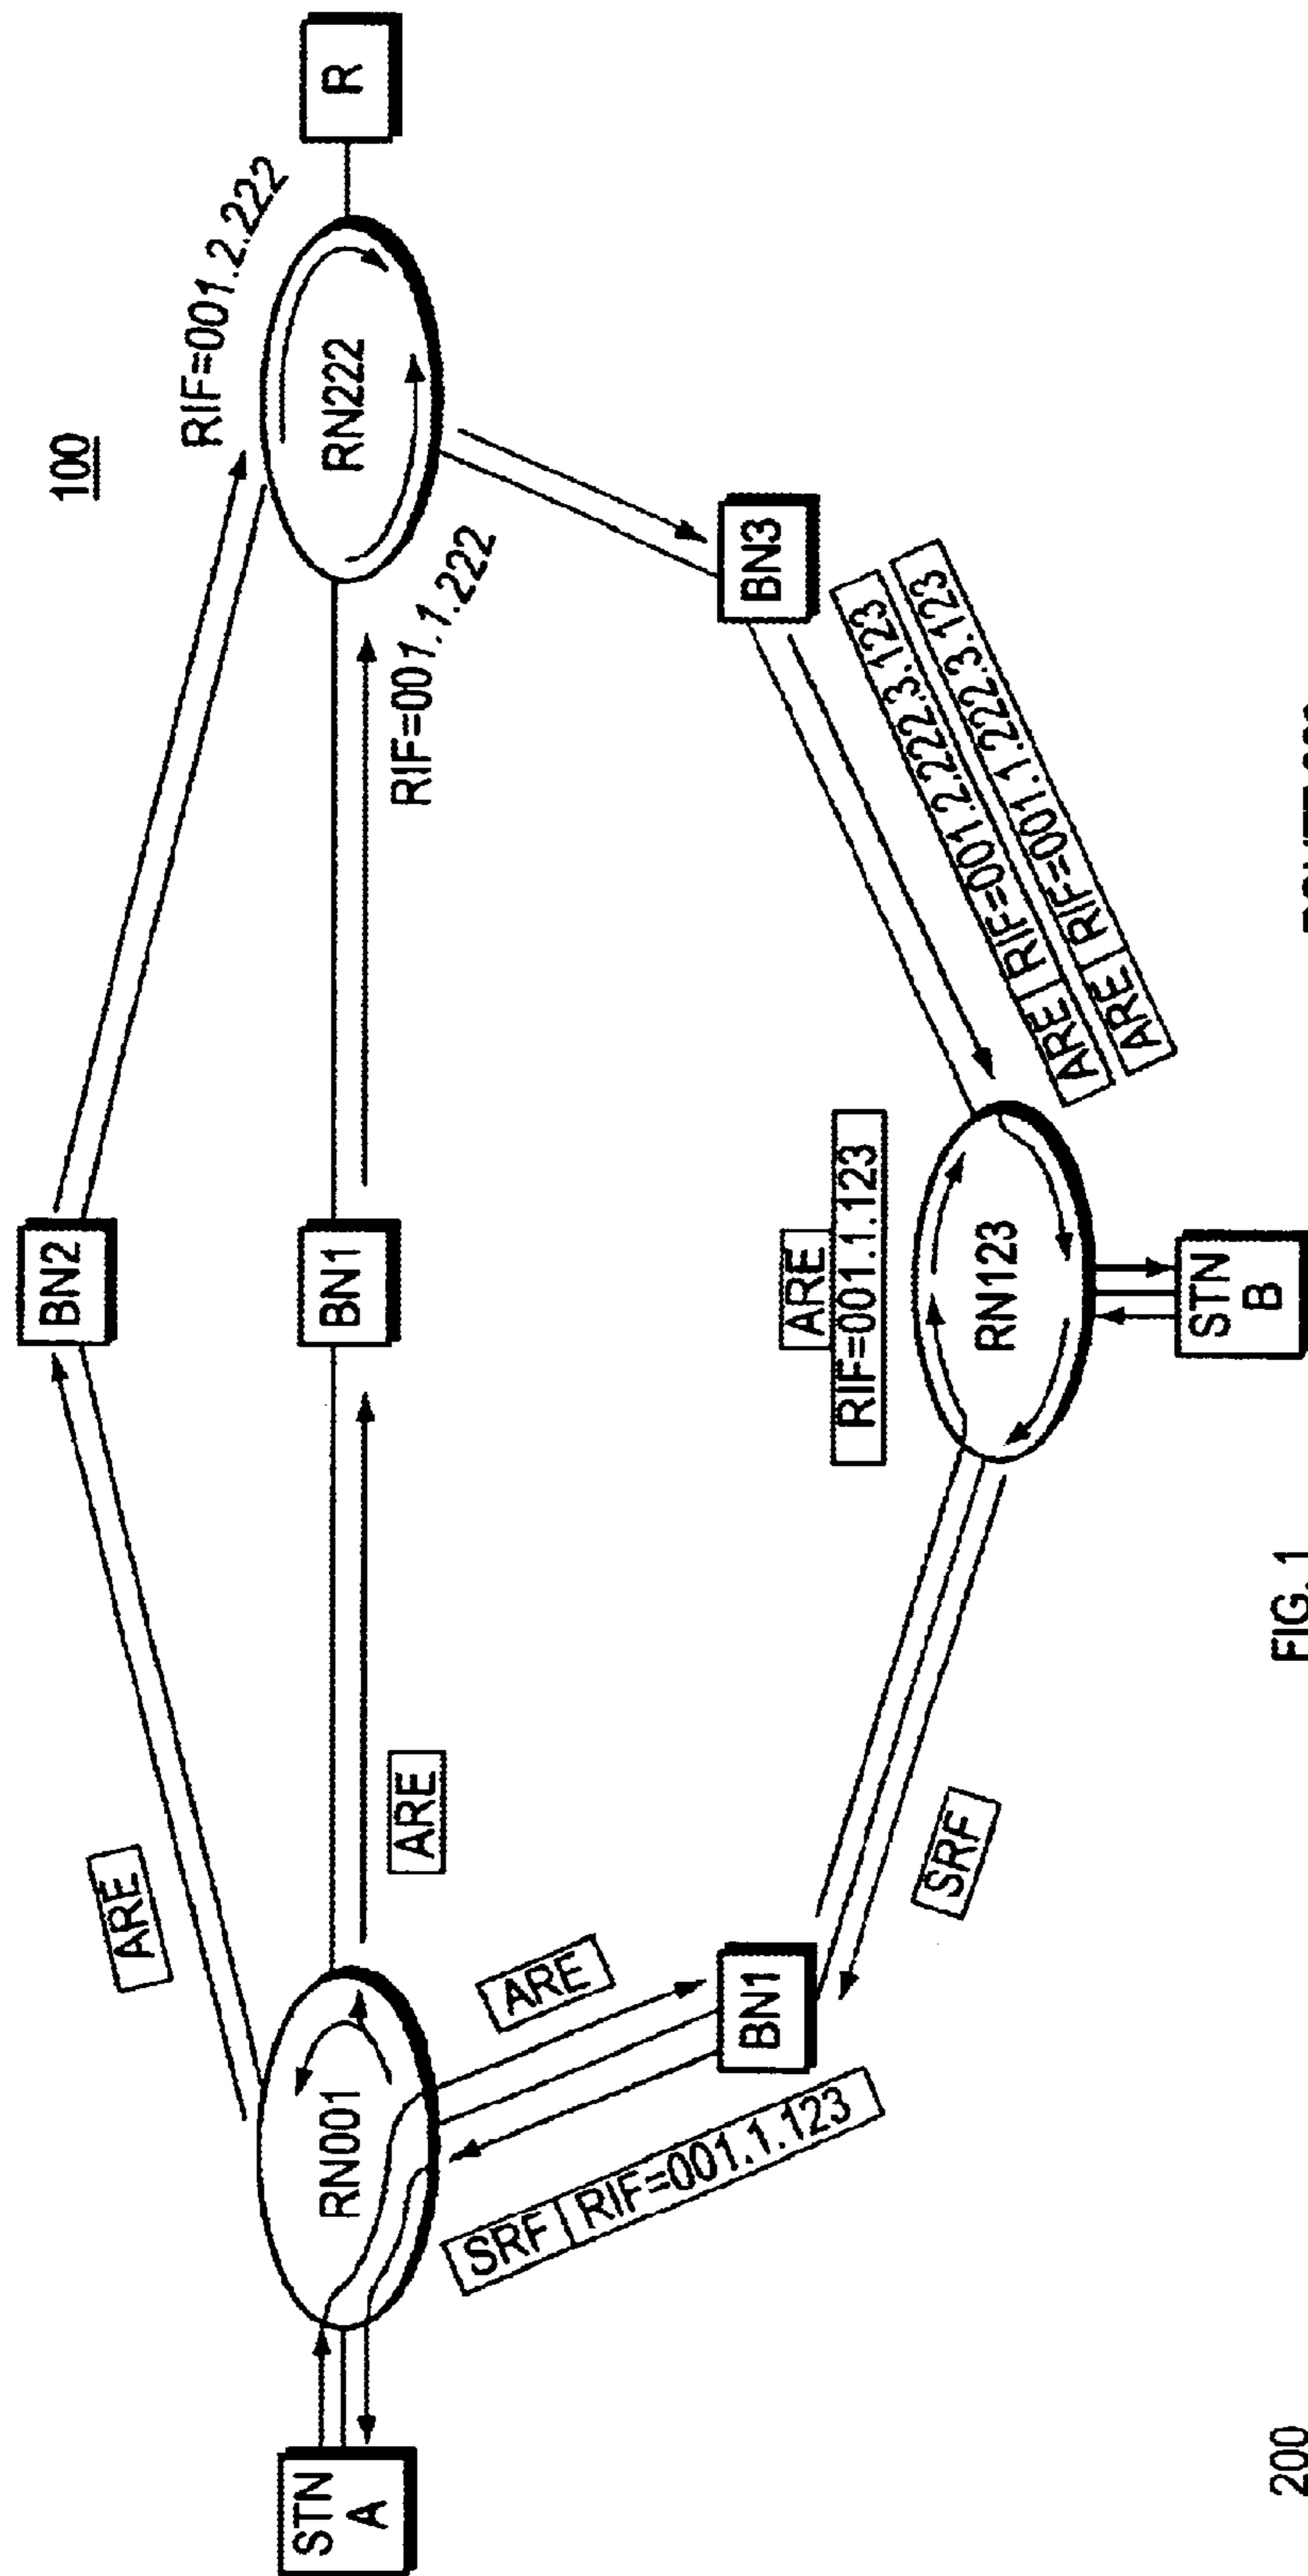 100
BN2
RIF=001.2.222
ARE
STN
A
RN001
ARE
BN1
RIF=001.1.222
RN222
R
ARE
SRF RIF=001.1.123
BN1
BN3
ARE RIF=001.2.222.3.123
ARE RIF=001.1.222.3.123
ARE
RIF=001.1.123
SRF
RN123
STN
B
FIG. 1
200